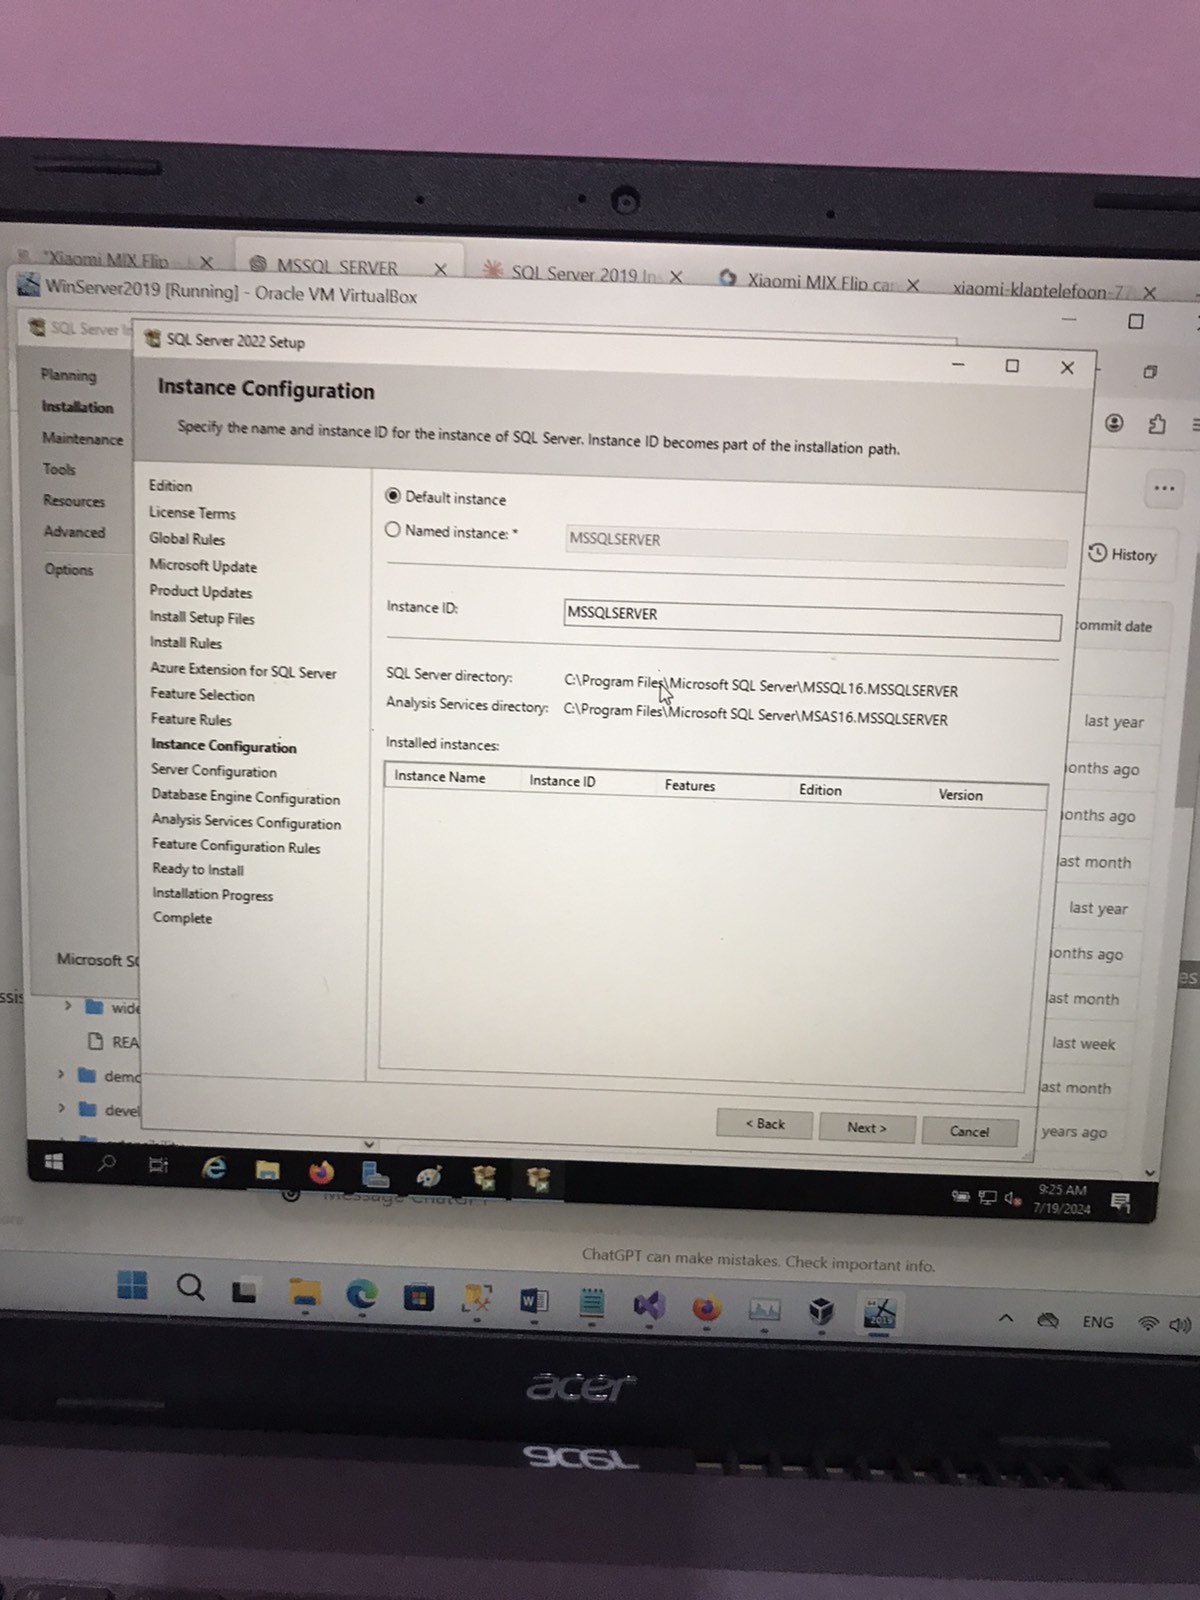 "Xiaomi MIX Flip
MSSQL SERVER
SQL Server 2019 In
Xiaomi MIX Flip car
xiaomi-klaptelefoon-7
WinServer2019 [Running] - Oracle VM VirtualBox
SQL Server In
SQL Server 2022 Setup
Instance Configuration
Specify the name and instance ID for the instance of SQL Server. Instance ID becomes part of the installation path.
Planning
Installation
Maintenance
Tools
Resources
Advanced
Options
Microsoft SQ
Edition
License Terms
Global Rules
Microsoft Update
Product Updates
Install Setup Files
Install Rules
Azure Extension for SQL Server
Feature Selection
Feature Rules
Instance Configuration
Server Configuration
Database Engine Configuration
Analysis Services Configuration
Feature Configuration Rules
Ready to Install
Installation Progress
Complete
Default instance
Named instance: * MSSQLSERVER
Instance ID: MSSQLSERVER
SQL Server directory: C:\Program Files\Microsoft SQL Server\MSSQL16.MSSQLSERVER
Analysis Services directory: C:\Program Files\Microsoft SQL Server\MSAS16.MSSQLSERVER
Installed instances:
Instance Name Instance ID Features Edition Version
< Back Next > Cancel
History
commit date
last year
onths ago
onths ago
ast month
last year
onths ago
ast month
last week
ast month
years ago
wide
REA
demo
devel
9:25 AM
7/19/2024
Message ChatGPT
ChatGPT can make mistakes. Check important info.
ENG
acer